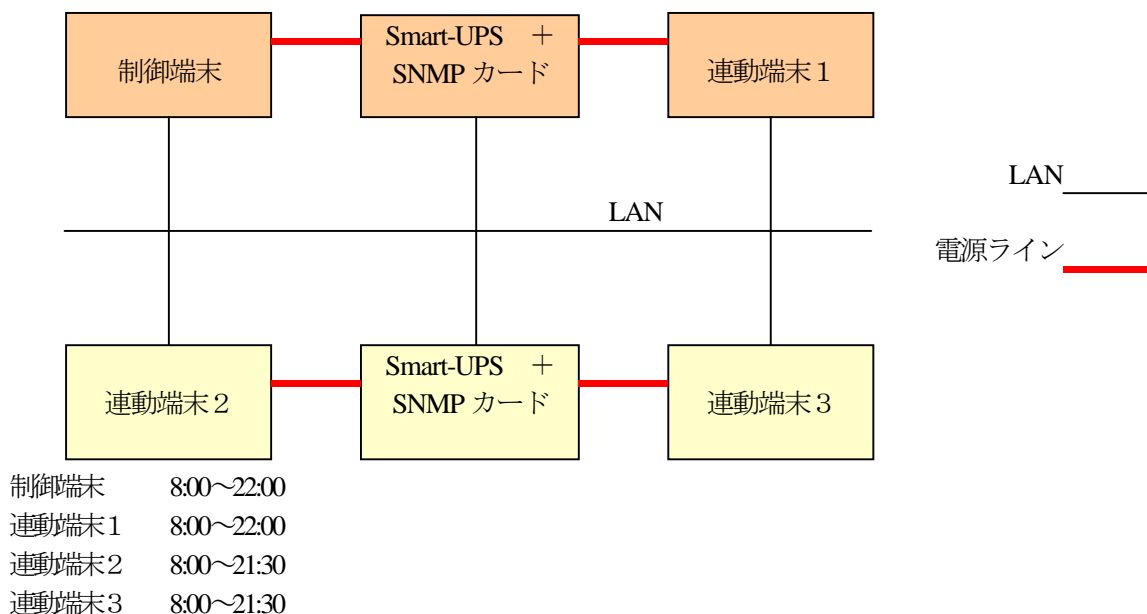 制御端末
Smart-UPS ＋
SNMP カード
連動端末１
LAN
LAN
電源ライン
連動端末２
Smart-UPS ＋
SNMP カード
連動端末３
制御端末 8:00～22:00
連動端末１ 8:00～22:00
連動端末２ 8:00～21:30
連動端末３ 8:00～21:30